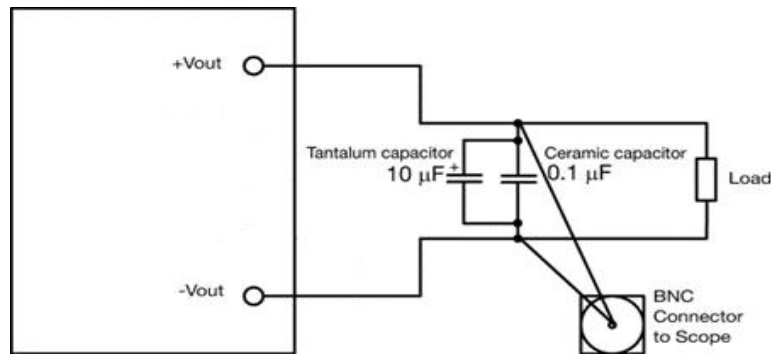 +Vout
Tantalum capacitor
10 μF
+
Ceramic capacitor
0.1 μF
Load
-Vout
BNC
Connector
to Scope